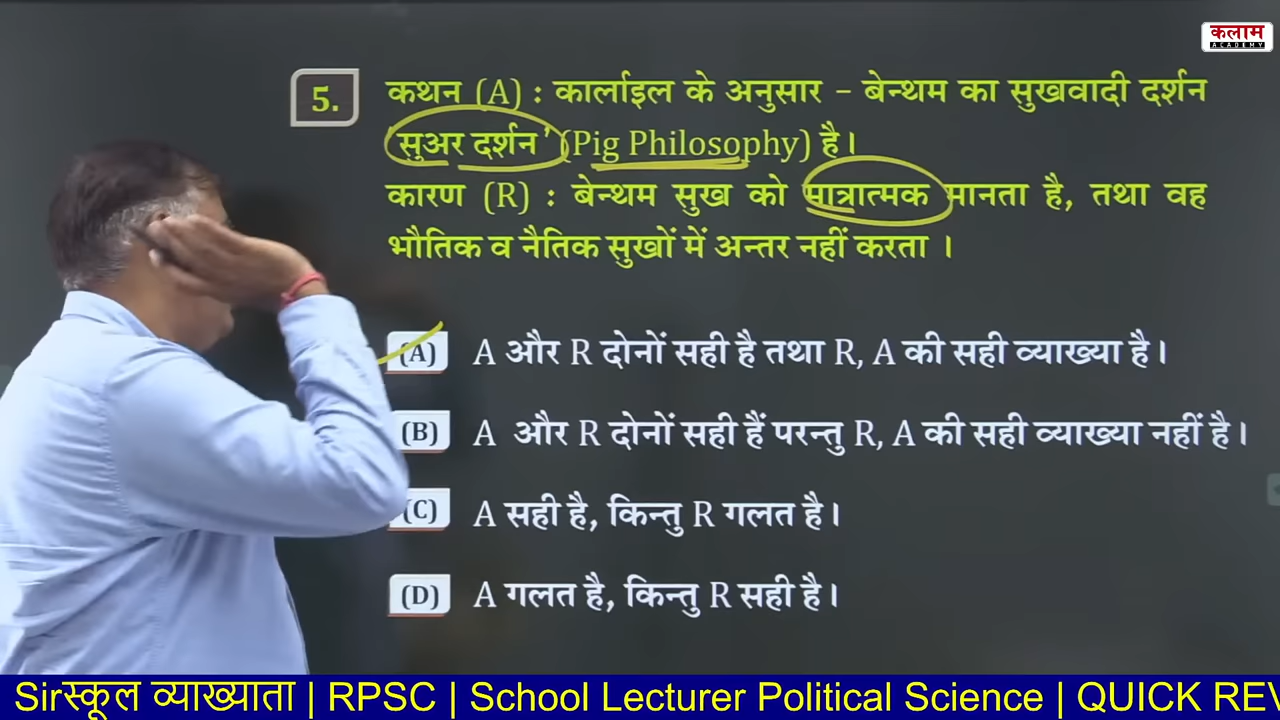 कलाम
ACADEMY
5.
कथन (A) : कार्लाइल के अनुसार – बेन्थम का सुखवादी दर्शन
'सुअर दर्शन' (Pig Philosophy) है।
कारण (R) : बेन्थम सुख को मात्रात्मक मानता है, तथा वह
भौतिक व नैतिक सुखों में अन्तर नहीं करता ।
(A) A और R दोनों सही है तथा R, A की सही व्याख्या है।
(B) A और R दोनों सही हैं परन्तु R, A की सही व्याख्या नहीं है।
(C) A सही है, किन्तु R गलत है।
(D) A गलत है, किन्तु R सही है।
Sirस्कूल व्याख्याता | RPSC | School Lecturer Political Science | QUICK REV